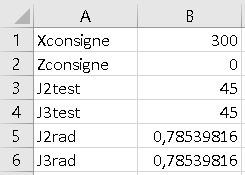 A B
1 Xconsigne 300
2 Zconsigne 0
3 J2test 45
4 J3test 45
5 J2rad 0,78539816
6 J3rad 0,78539816